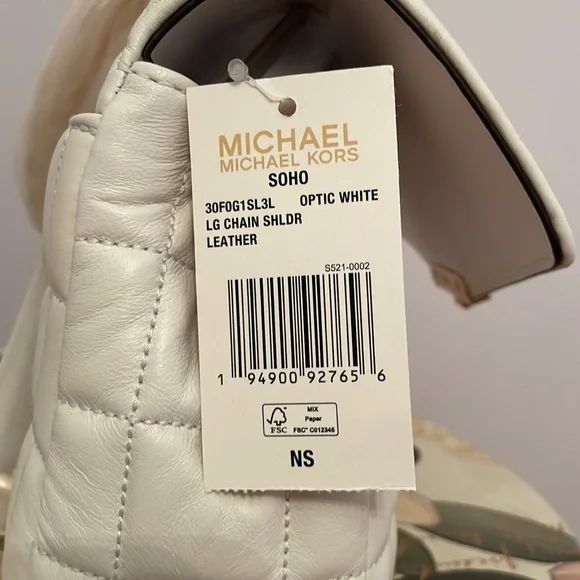 MICHAEL
MICHAEL KORS
SOHO
30F0G1SL3L OPTIC WHITE
LG CHAIN SHLDR
LEATHER
S521-0002
1 94900 92765 6
FSC
MIX
Paper
FSC® C012345
NS